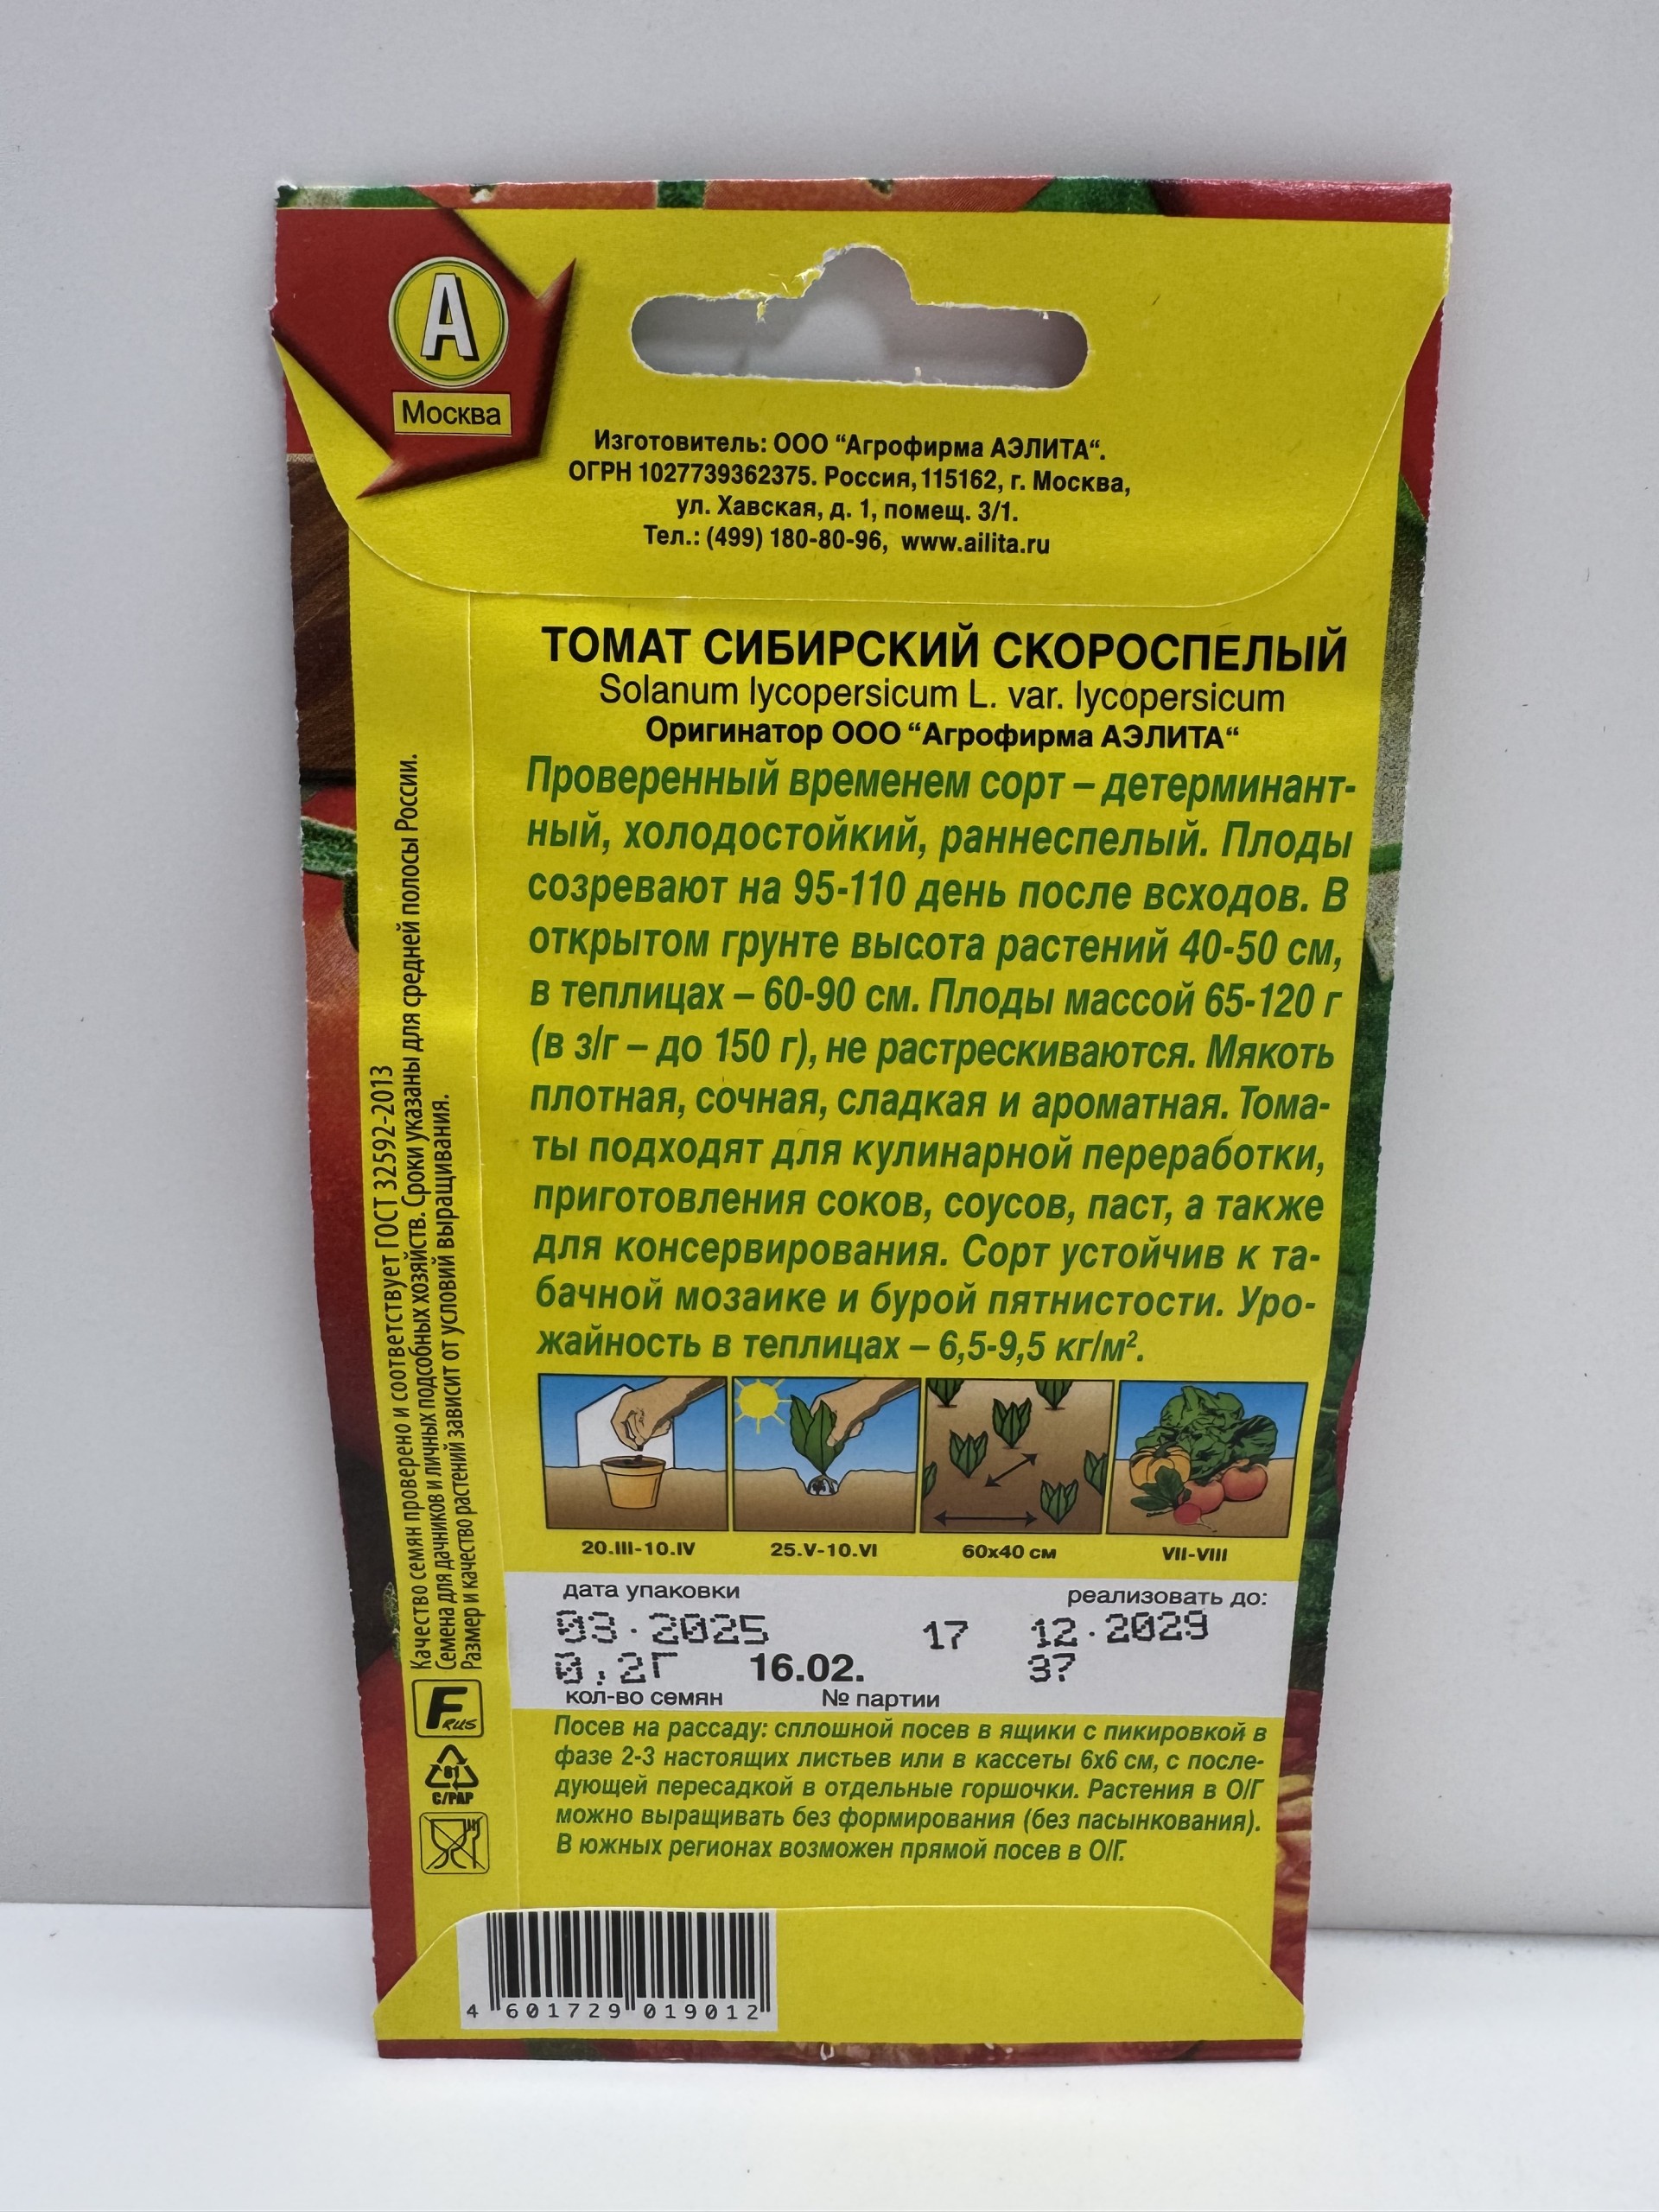 А
Москва
Изготовитель: ООО “Агрофирма АЭЛИТА“.
ОГРН 1027739362375. Россия, 115162, г. Москва,
ул. Хавская, д. 1, помещ. 3/1.
Тел.: (499) 180-80-96, www.ailita.ru
ТОМАТ СИБИРСКИЙ СКОРОСПЕЛЫЙ
Solanum lycopersicum L. var. lycopersicum
Оригинатор ООО “Агрофирма АЭЛИТА“
Проверенный временем сорт – детерминант-
ный, холодостойкий, раннеспелый. Плоды
созревают на 95-110 день после всходов. В
открытом грунте высота растений 40-50 см,
в теплицах – 60-90 см. Плоды массой 65-120 г
(в з/г – до 150 г), не растрескиваются. Мякоть
плотная, сочная, сладкая и ароматная. Тома-
ты подходят для кулинарной переработки,
приготовления соков, соусов, паст, а также
для консервирования. Сорт устойчив к та-
бачной мозаике и бурой пятнистости. Уро-
жайность в теплицах – 6,5-9,5 кг/м².
20.III-10.IV 25.V-10.VI 60х40 см VII-VIII
дата упаковки реализовать до:
03.2025 17 12.2029
0,2Г 16.02. 37
кол-во семян № партии
Посев на рассаду: сплошной посев в ящики с пикировкой в
фазе 2-3 настоящих листьев или в кассеты 6х6 см, с после-
дующей пересадкой в отдельные горшочки. Растения в О/Г
можно выращивать без формирования (без пасынкования).
В южных регионах возможен прямой посев в О/Г.
Качество семян проверено и соответствует ГОСТ 32592-2013
Семена для дачников и личных подсобных хозяйств. Сроки указаны для средней полосы России.
Размер и качество растений зависит от условий выращивания.
F RUS
81
C/PAP
4 601729 019012